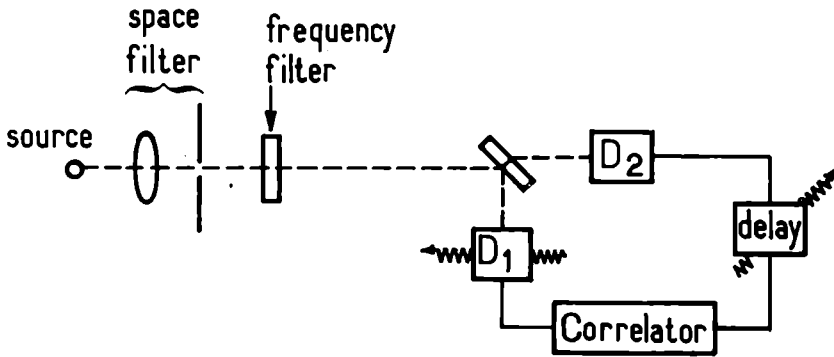 space
filter
frequency
filter
source
D2
delay
D1
Correlator